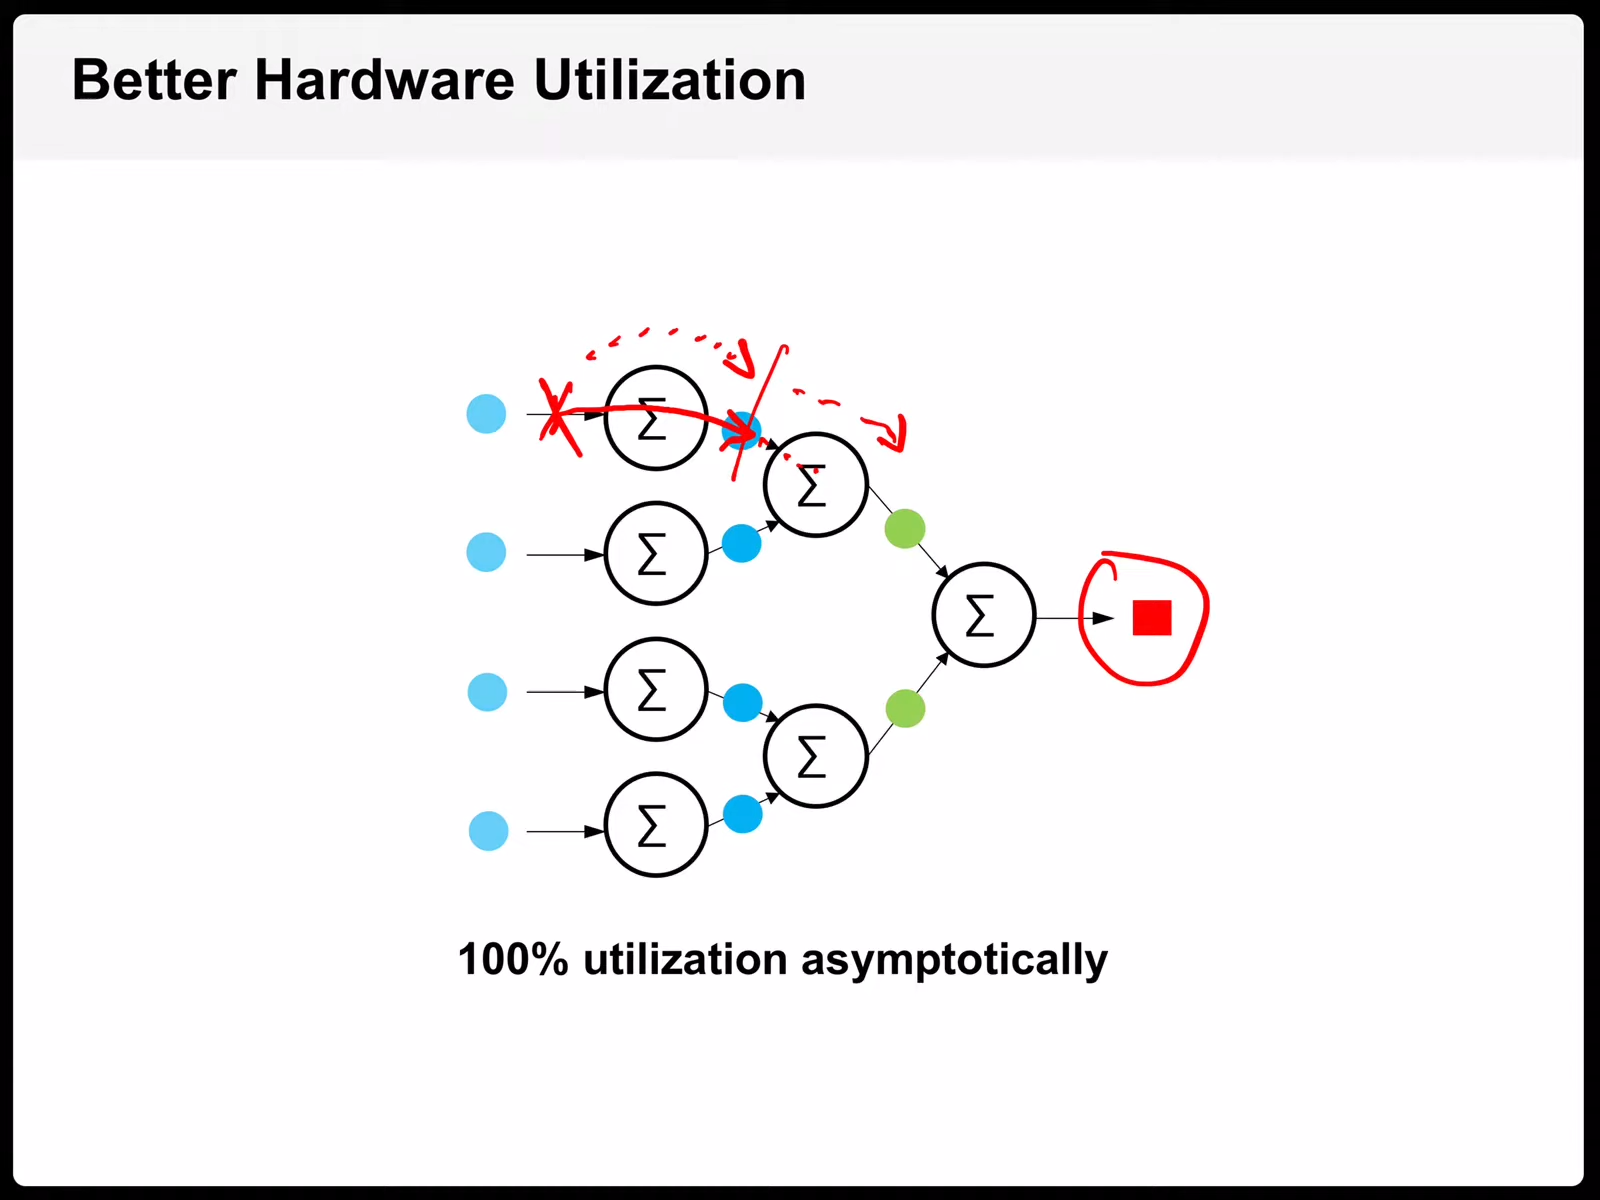 Better Hardware Utilization
Σ
Σ
Σ
Σ
Σ
Σ
Σ
100% utilization asymptotically